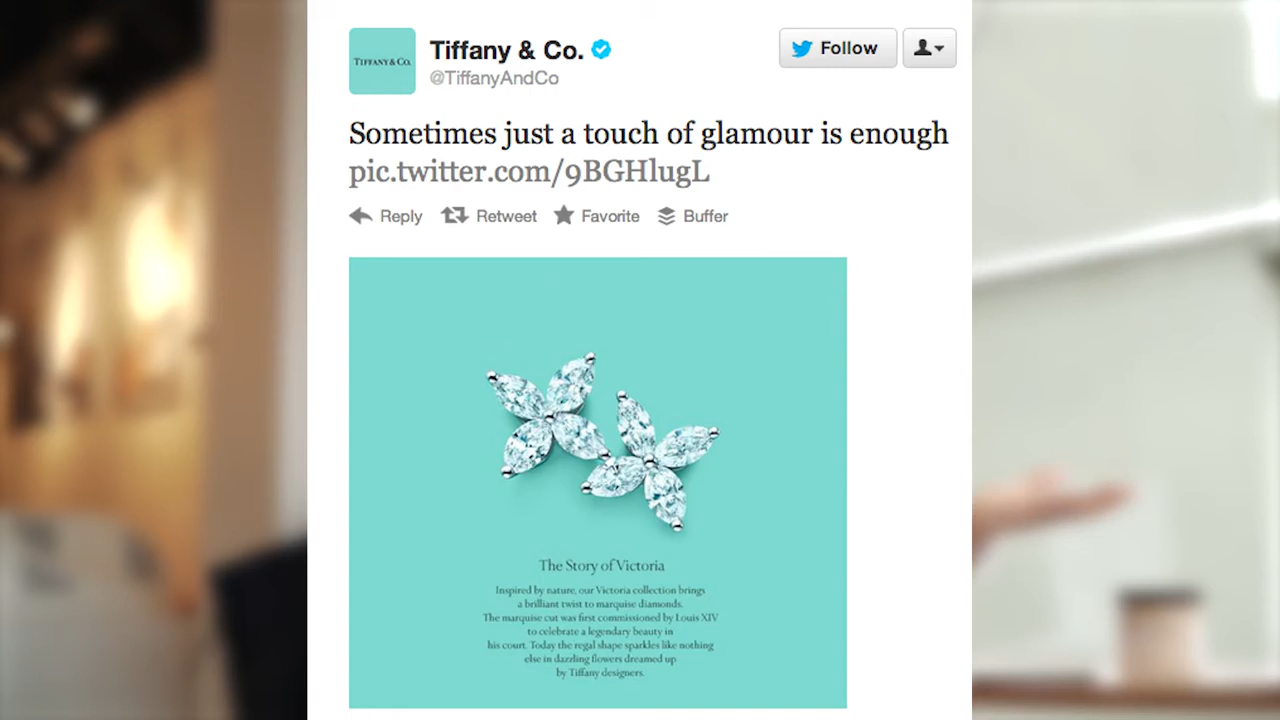 TIFFANY & CO.
Tiffany & Co.
@TiffanyAndCo
Follow
Sometimes just a touch of glamour is enough
pic.twitter.com/9BGHlugL
Reply Retweet Favorite Buffer
The Story of Victoria
Inspired by nature, our Victoria collection brings
a brilliant twist to marquise diamonds.
The marquise cut was first commissioned by Louis XIV
to celebrate a legendary beauty in
his court. Today the regal shape sparkles like nothing
else in dazzling flowers dreamed up
by Tiffany designers.